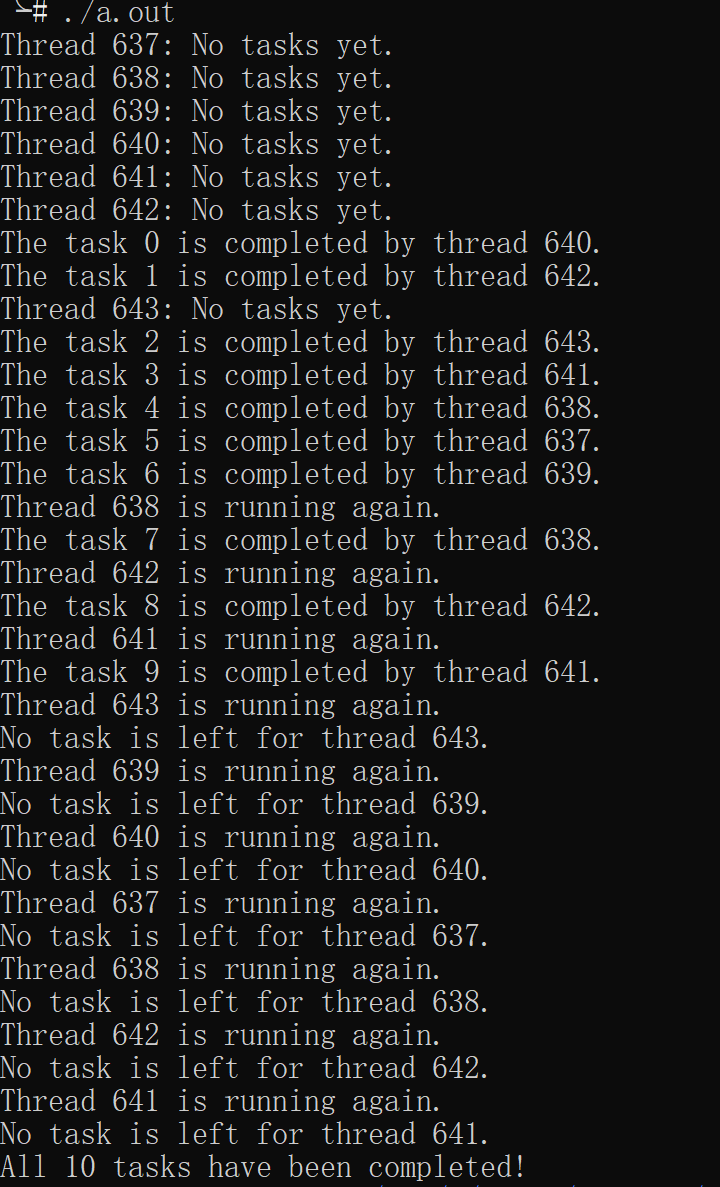 ╰─# ./a.out
Thread 637: No tasks yet.
Thread 638: No tasks yet.
Thread 639: No tasks yet.
Thread 640: No tasks yet.
Thread 641: No tasks yet.
Thread 642: No tasks yet.
The task 0 is completed by thread 640.
The task 1 is completed by thread 642.
Thread 643: No tasks yet.
The task 2 is completed by thread 643.
The task 3 is completed by thread 641.
The task 4 is completed by thread 638.
The task 5 is completed by thread 637.
The task 6 is completed by thread 639.
Thread 638 is running again.
The task 7 is completed by thread 638.
Thread 642 is running again.
The task 8 is completed by thread 642.
Thread 641 is running again.
The task 9 is completed by thread 641.
Thread 643 is running again.
No task is left for thread 643.
Thread 639 is running again.
No task is left for thread 639.
Thread 640 is running again.
No task is left for thread 640.
Thread 637 is running again.
No task is left for thread 637.
Thread 638 is running again.
No task is left for thread 638.
Thread 642 is running again.
No task is left for thread 642.
Thread 641 is running again.
No task is left for thread 641.
All 10 tasks have been completed!